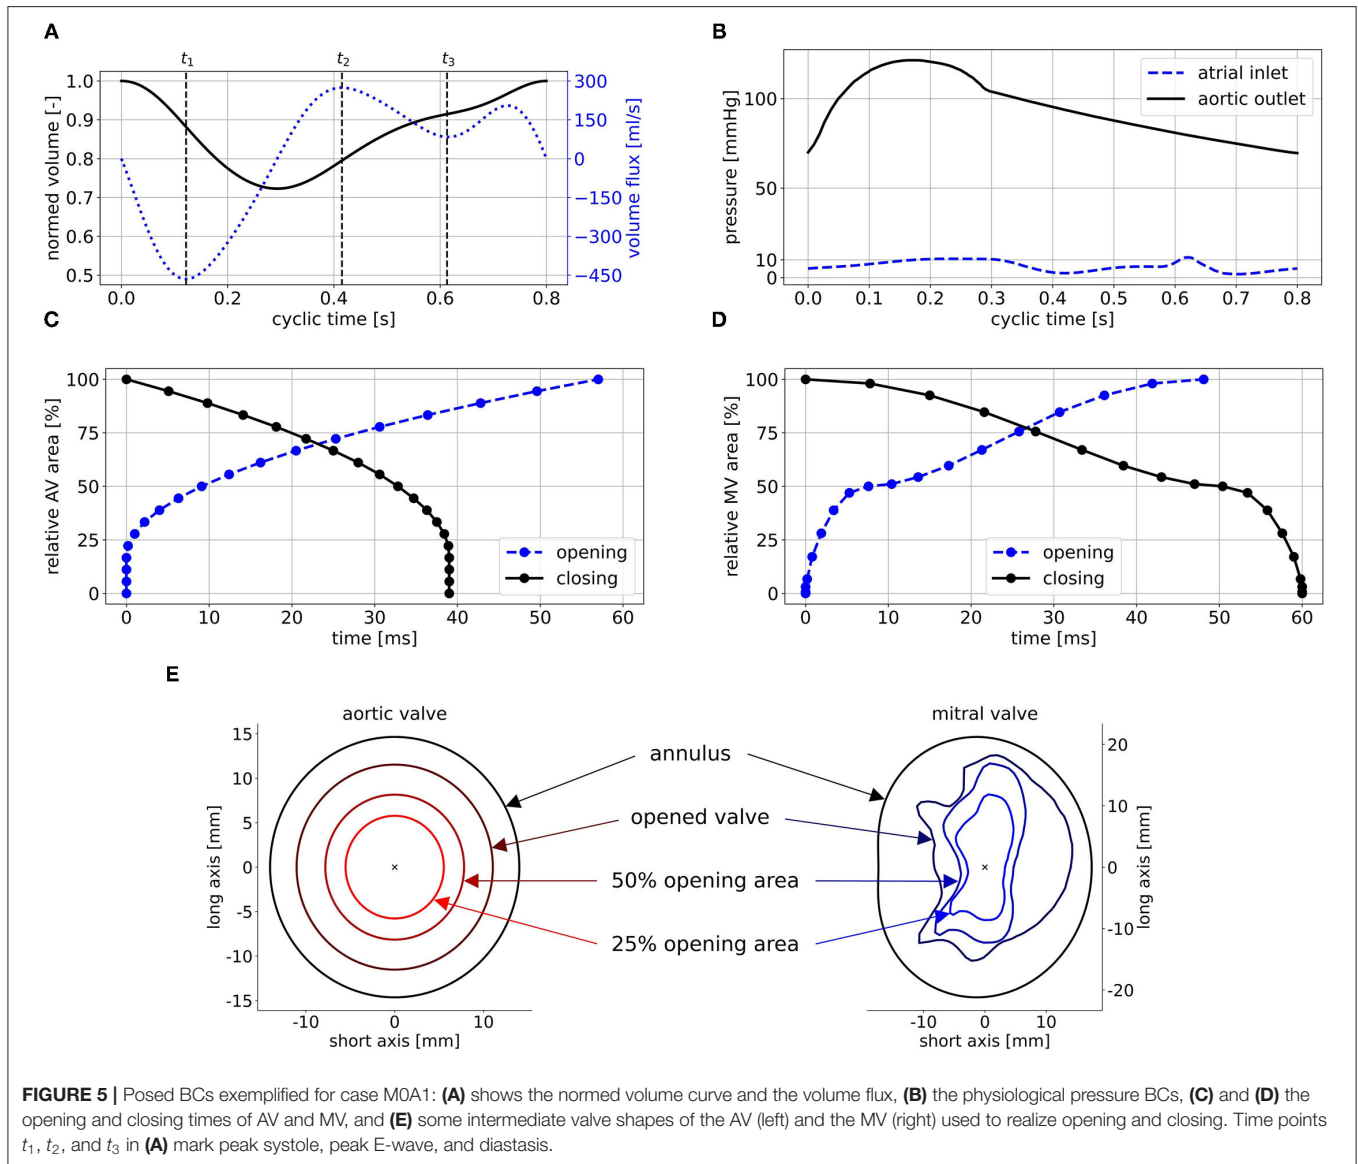 A
t1 t2 t3
1.0
0.9
0.8
0.7
0.6
0.5
normed volume [-]
300
150
0
−150
−300
−450
volume flux [ml/s]
0.0 0.2 0.4 0.6 0.8
cyclic time [s]
B
100
50
10
0
pressure [mmHg]
atrial inlet
aortic outlet
0.0 0.1 0.2 0.3 0.4 0.5 0.6 0.7 0.8
cyclic time [s]
C
100
75
50
25
0
relative AV area [%]
opening
closing
0 10 20 30 40 50 60
time [ms]
D
100
75
50
25
0
relative MV area [%]
opening
closing
0 10 20 30 40 50 60
time [ms]
E
aortic valve
15
10
5
0
-5
-10
-15
long axis [mm]
-10 0 10
short axis [mm]
annulus
opened valve
50% opening area
25% opening area
mitral valve
20
10
0
-10
-20
long axis [mm]
-10 0 10
short axis [mm]
FIGURE 5 | Posed BCs exemplified for case M0A1: (A) shows the normed volume curve and the volume flux, (B) the physiological pressure BCs, (C) and (D) the
opening and closing times of AV and MV, and (E) some intermediate valve shapes of the AV (left) and the MV (right) used to realize opening and closing. Time points
t1, t2, and t3 in (A) mark peak systole, peak E-wave, and diastasis.